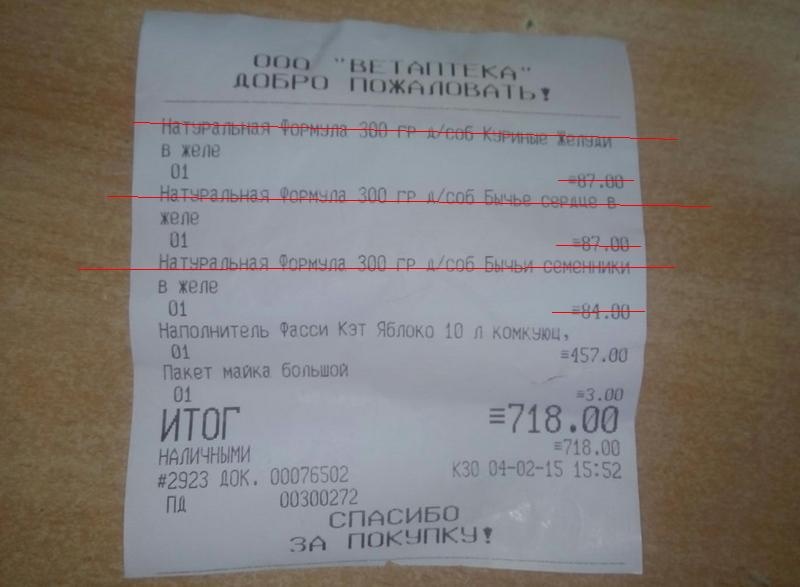 ООО "ВЕТАПТЕКА"
ДОБРО ПОЖАЛОВАТЬ!
Натуральная Формула 300 гр д/соб Куриные Желуди
в желе
01
≡87.00
Натуральная Формула 300 гр д/соб Бычье сердце в
желе
01
≡87.00
Натуральная Формула 300 гр д/соб Бычьи семенники
в желе
01
≡84.00
Наполнитель Фасси Кэт Яблоко 10 л комкующ,
01
≡457.00
Пакет майка большой
01
≡3.00
ИТОГ ≡718.00
НАЛИЧНЫМИ ≡718.00
#2923 ДОК. 00076502 К30 04-02-15 15:52
ПД 00300272
СПАСИБО
ЗА ПОКУПКУ!